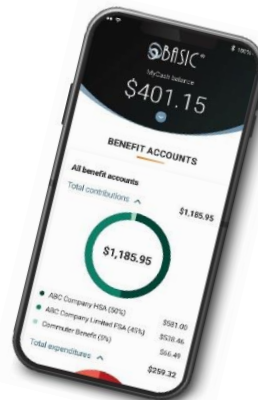 100%
BASIC®
MyCash balance
$401.15
BENEFIT ACCOUNTS
All benefit accounts
Total contributions
$1,185.95
$1,185.95
ABC Company HSA (50%) $581.00
ABC Company Limited FSA (45%) $538.46
Commuter Benefit (5%) $66.49
Total expenditures $259.32